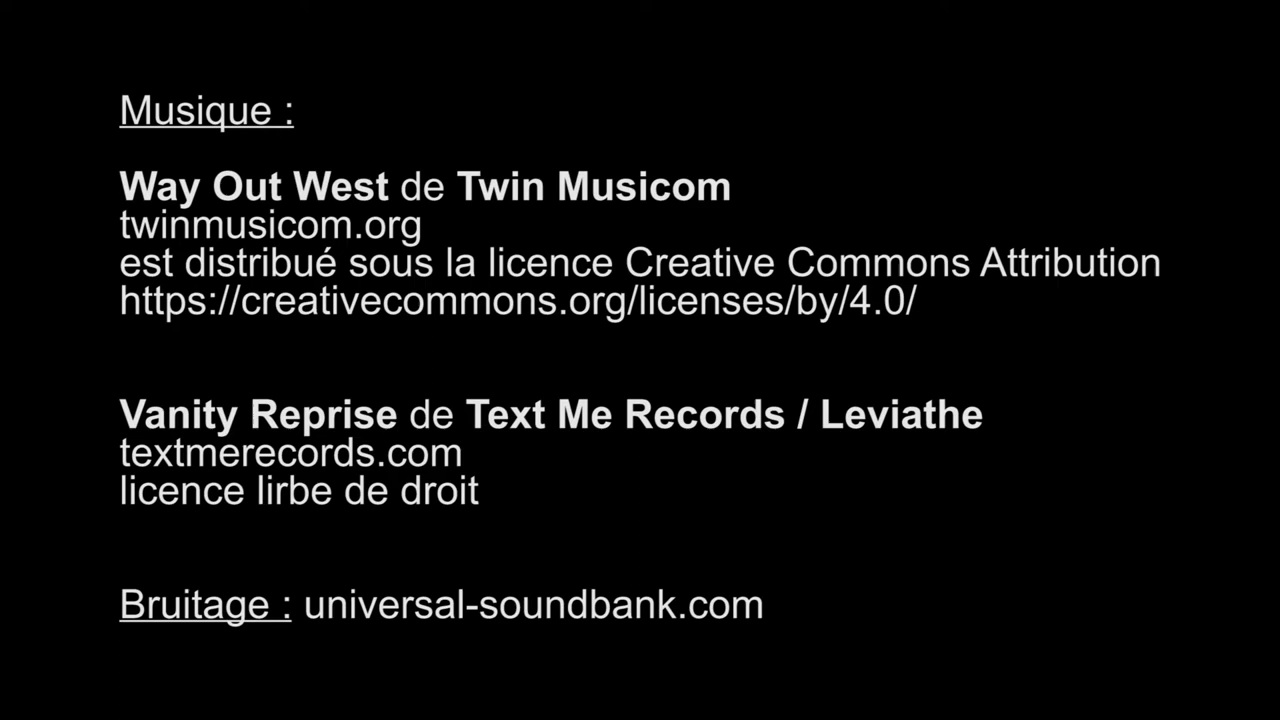 Musique :
Way Out West de Twin Musicom
twinmusicom.org
est distribué sous la licence Creative Commons Attribution
https://creativecommons.org/licenses/by/4.0/
Vanity Reprise de Text Me Records / Leviathe
textmerecords.com
licence lirbe de droit
Bruitage : universal-soundbank.com